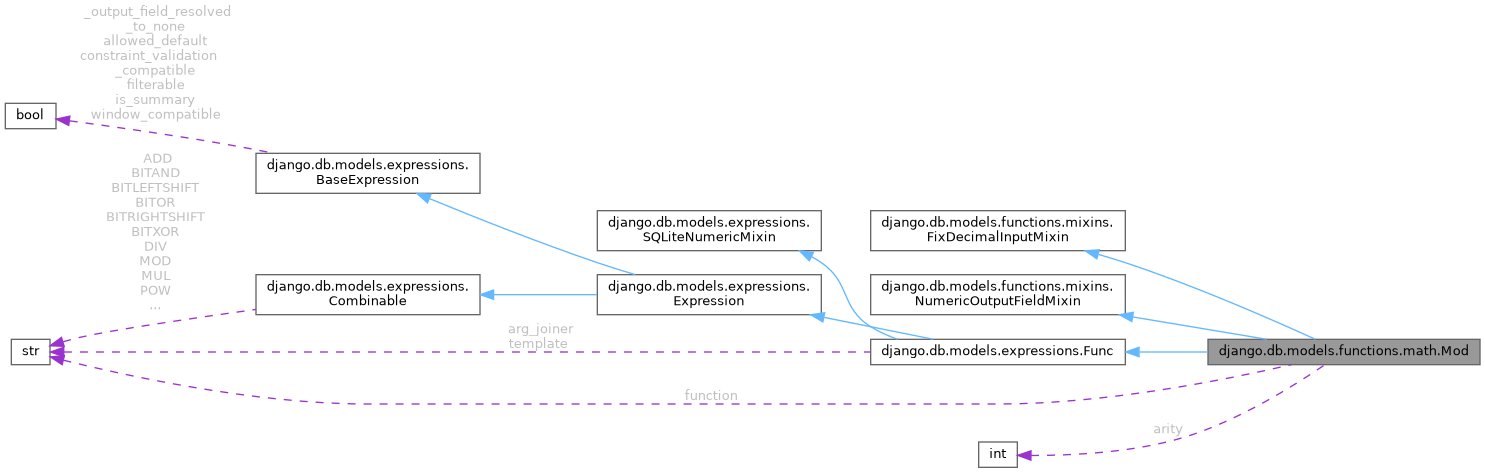 _output_field_resolved
_to_none
allowed_default
constraint_validation
_compatible
filterable
is_summary
window_compatible
bool
django.db.models.expressions.
BaseExpression
ADD
BITAND
BITLEFTSHIFT
BITOR
BITRIGHTSHIFT
BITXOR
DIV
MOD
MUL
POW
...
django.db.models.expressions.
SQLiteNumericMixin
django.db.models.functions.mixins.
FixDecimalInputMixin
django.db.models.expressions.
Combinable
django.db.models.expressions.
Expression
django.db.models.functions.mixins.
NumericOutputFieldMixin
str
arg_joiner
template
django.db.models.expressions.Func
django.db.models.functions.math.Mod
function
arity
int